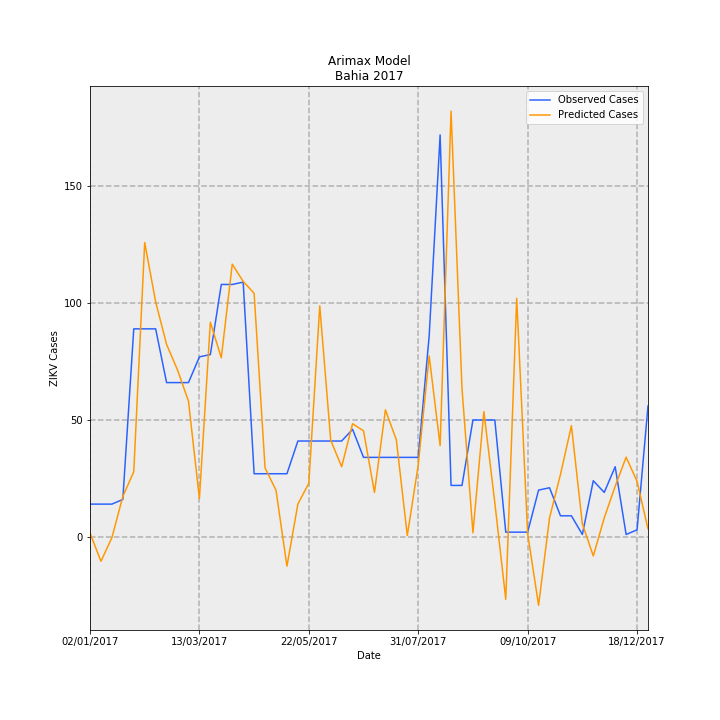 Arimax Model
Bahia 2017
Observed Cases
Predicted Cases
ZIKV Cases
150
100
50
0
02/01/2017 13/03/2017 22/05/2017 31/07/2017 09/10/2017 18/12/2017
Date